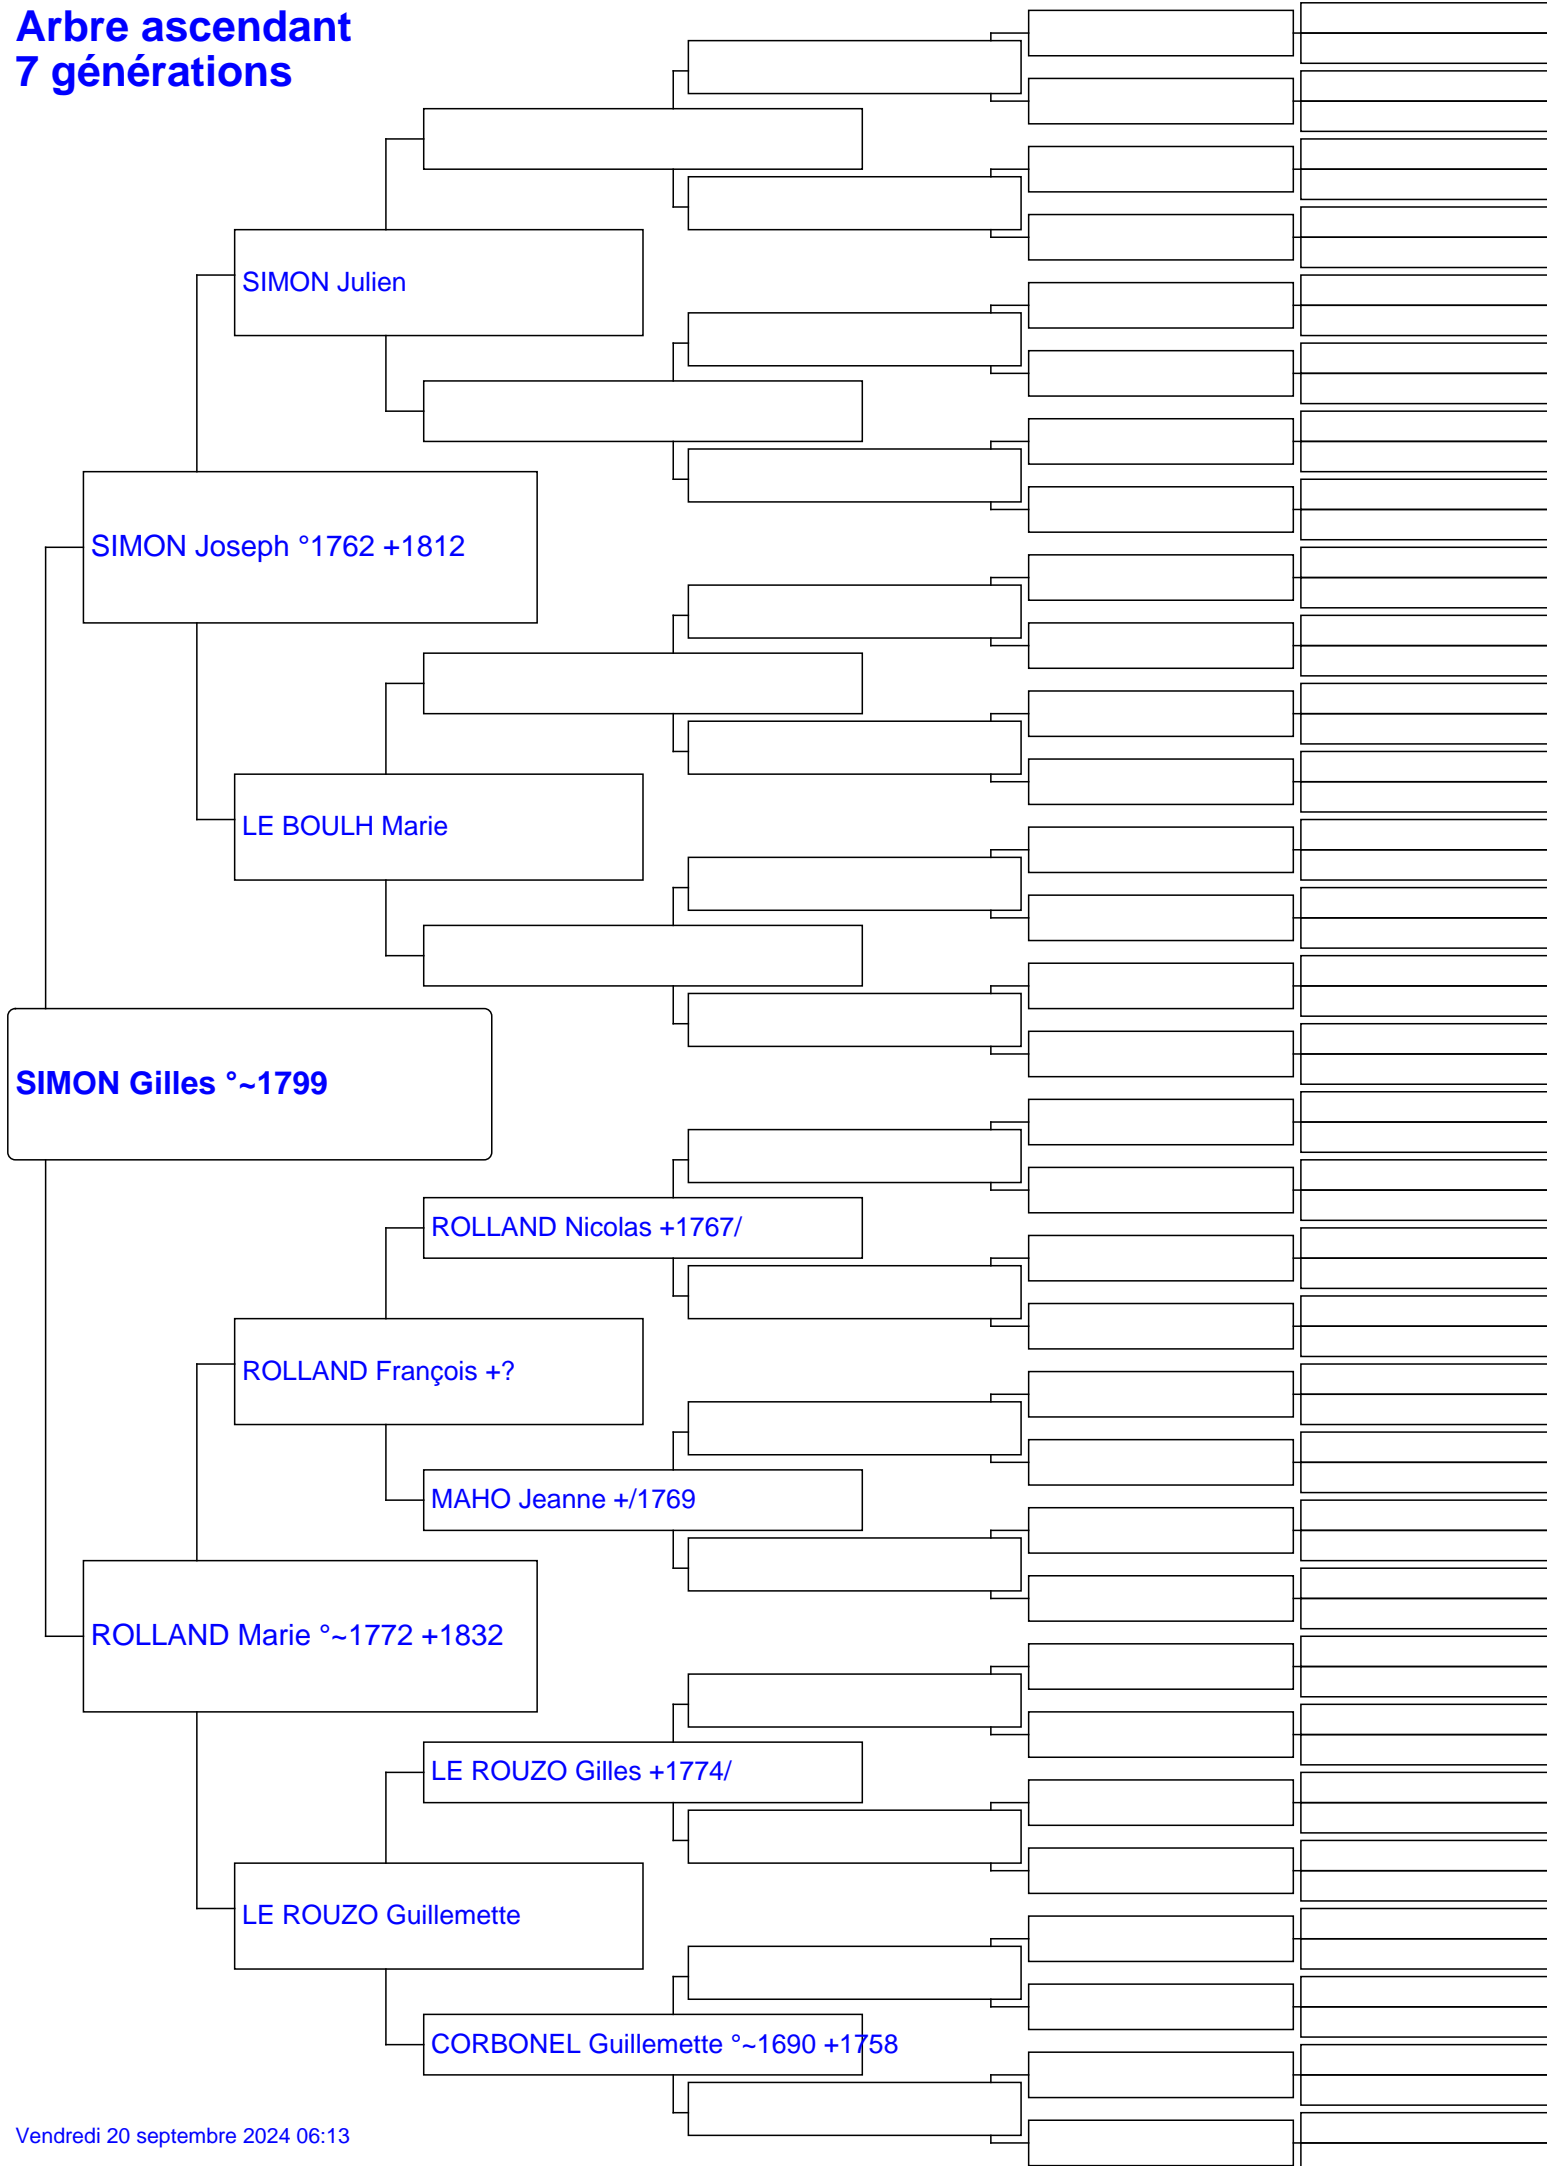 Arbre ascendant
7 générations
SIMON Julien
SIMON Joseph °1762 +1812
LE BOULH Marie
SIMON Gilles °~1799
ROLLAND Nicolas +1767/
ROLLAND François +?
MAHO Jeanne +/1769
ROLLAND Marie °~1772 +1832
LE ROUZO Gilles +1774/
LE ROUZO Guillemette
CORBONEL Guillemette °~1690 +1758
Vendredi 20 septembre 2024 06:13